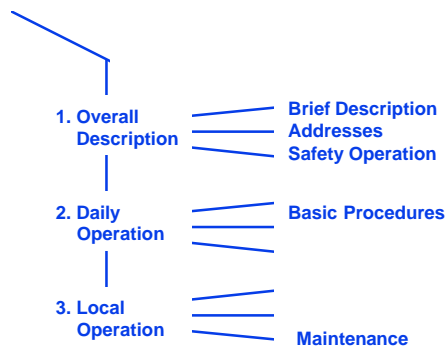 1. Overall
Description
Brief Description
Addresses
Safety Operation
2. Daily
Operation
Basic Procedures
3. Local
Operation
Maintenance